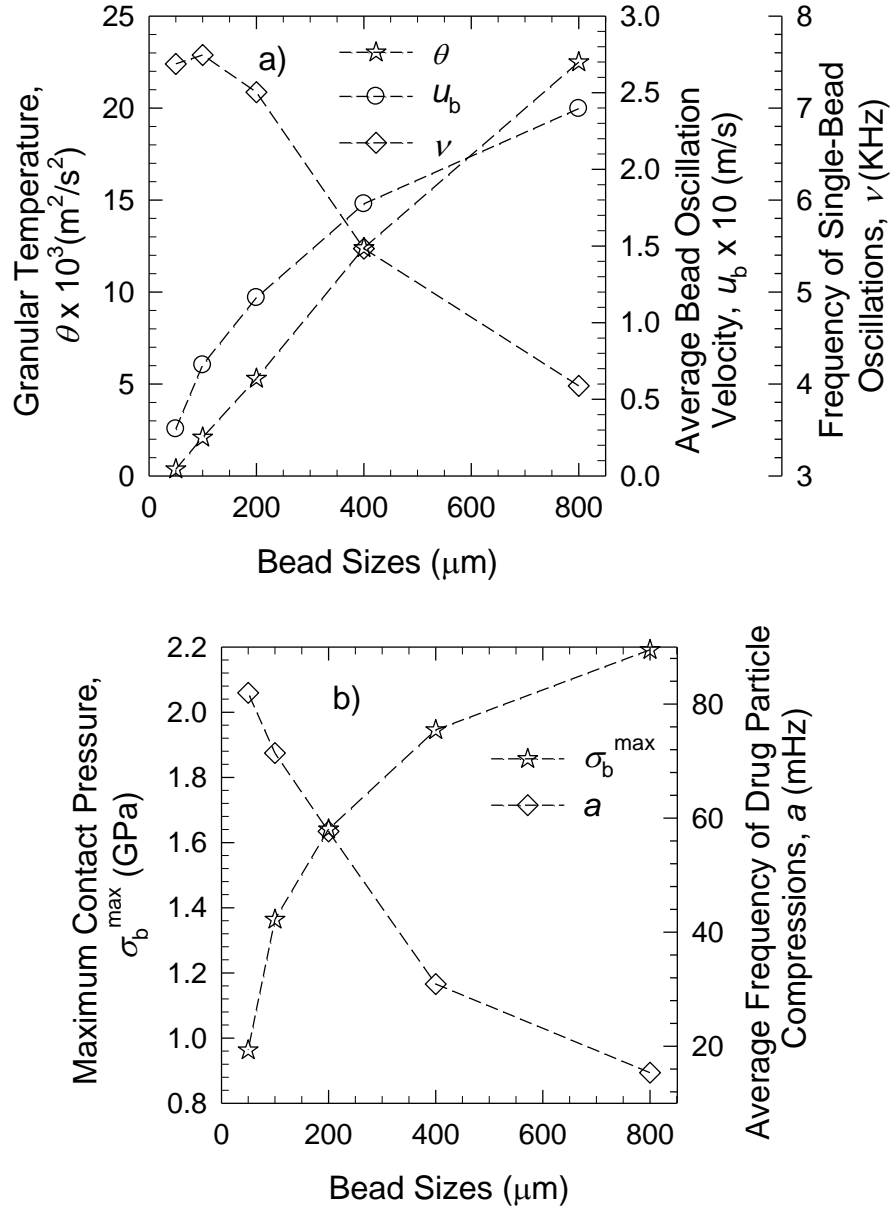 a)
θ
u_b
ν
Granular Temperature,
θ x 10³(m²/s²)
25
20
15
10
5
0
3.0
2.5
2.0
1.5
1.0
0.5
0.0
Average Bead Oscillation
Velocity, u_b x 10 (m/s)
8
7
6
5
4
3
Frequency of Single-Bead
Oscillations, ν (KHz)
0 200 400 600 800
Bead Sizes (μm)
b)
σ_b^max
a
Maximum Contact Pressure,
σ_b^max (GPa)
2.2
2.0
1.8
1.6
1.4
1.2
1.0
0.8
80
60
40
20
Average Frequency of Drug Particle
Compressions, a (mHz)
0 200 400 600 800
Bead Sizes (μm)